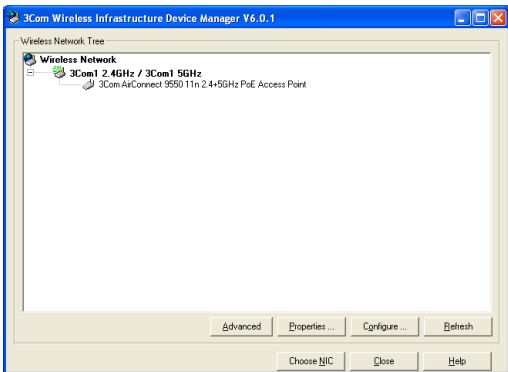 3Com Wireless Infrastructure Device Manager V6.0.1
Wireless Network Tree
Wireless Network
3Com1 2.4GHz / 3Com1 5GHz
3Com AirConnect 9550 11n 2.4+5GHz PoE Access Point
Advanced Properties ... Configure ... Refresh
Choose NIC Close Help